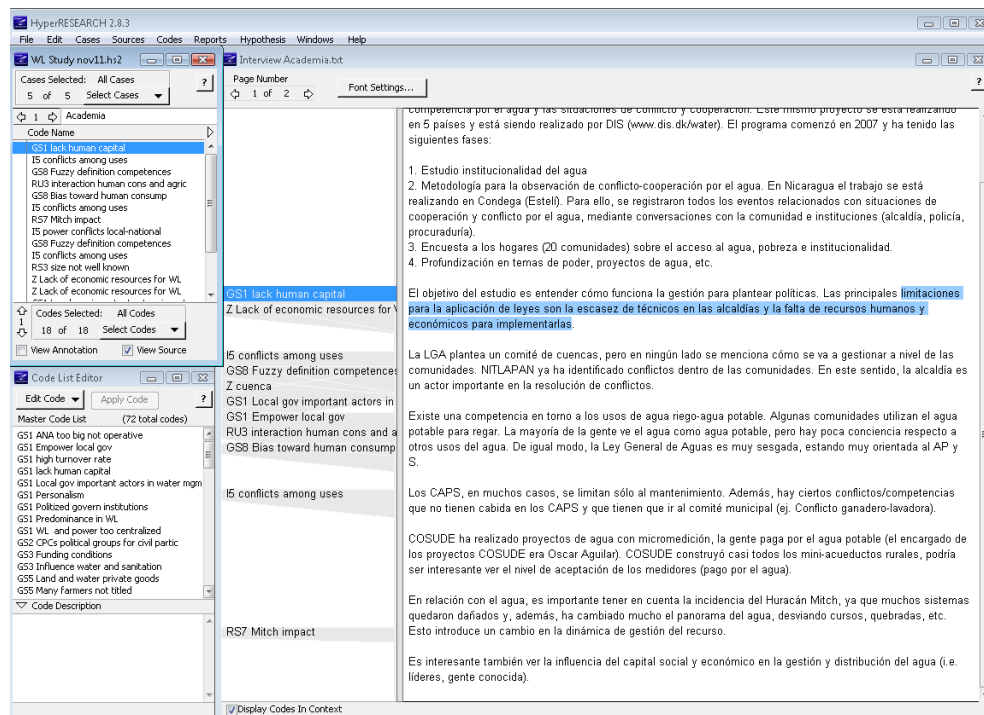 HyperRESEARCH 2.8.3
File Edit Cases Sources Codes Reports Hypothesis Windows Help
WL Study nov11.hs2
Cases Selected: All Cases
5 of 5 Select Cases
?
1 Academia
Code Name
GS1 lack human capital
I5 conflicts among uses
GS8 Fuzzy definition competences
RU3 interaction human cons and agric
GS8 Bias toward human consump
I5 conflicts among uses
RS7 Mitch impact
I5 power conflicts local-national
GS8 Fuzzy definition competences
I5 conflicts among uses
RS3 size not well known
Z Lack of economic resources for WL
Z Lack of economic resources for WL
Codes Selected: All Codes
1
18 of 18 Select Codes
View Annotation View Source
Code List Editor
Edit Code Apply Code ?
Master Code List (72 total codes)
GS1 ANA too big not operative
GS1 Empower local gov
GS1 high turnover rate
GS1 lack human capital
GS1 Local gov important actors in water mgm
GS1 Personalism
GS1 Politized govern institutions
GS1 Predominance in WL
GS1 WL and power too centralized
GS2 CPCs political groups for civil partic
GS3 Funding conditions
GS3 Influence water and sanitation
GS5 Land and water private goods
GS5 Many farmers not titled
Code Description
Interview Academia.txt
Page Number
1 of 2
Font Settings...
?
GS1 lack human capital
Z Lack of economic resources for W
I5 conflicts among uses
GS8 Fuzzy definition competences
Z cuenca
GS1 Local gov important actors in
GS1 Empower local gov
RU3 interaction human cons and a
GS8 Bias toward human consump
I5 conflicts among uses
RS7 Mitch impact
Display Codes In Context
competencia por el agua y las situaciones de conflicto y cooperación. Este mismo proyecto se está realizando
en 5 países y está siendo realizado por DIS (www.dis.dk/water). El programa comenzó en 2007 y ha tenido las
siguientes fases:
1. Estudio institucionalidad del agua
2. Metodología para la observación de conflicto-cooperación por el agua. En Nicaragua el trabajo se está
realizando en Condega (Estelí). Para ello, se registraron todos los eventos relacionados con situaciones de
cooperación y conflicto por el agua, mediante conversaciones con la comunidad e instituciones (alcaldía, policía,
procuraduría).
3. Encuesta a los hogares (20 comunidades) sobre el acceso al agua, pobreza e institucionalidad.
4. Profundización en temas de poder, proyectos de agua, etc.
El objetivo del estudio es entender cómo funciona la gestión para plantear políticas. Las principales limitaciones
para la aplicación de leyes son la escasez de técnicos en las alcaldías y la falta de recursos humanos y
económicos para implementarlas.
La LGA plantea un comité de cuencas, pero en ningún lado se menciona cómo se va a gestionar a nivel de las
comunidades. NITLAPAN ya ha identificado conflictos dentro de las comunidades. En este sentido, la alcaldía es
un actor importante en la resolución de conflictos.
Existe una competencia en torno a los usos de agua riego-agua potable. Algunas comunidades utilizan el agua
potable para regar. La mayoría de la gente ve el agua como agua potable, pero hay poca conciencia respecto a
otros usos del agua. De igual modo, la Ley General de Aguas es muy sesgada, estando muy orientada al AP y
S.
Los CAPS, en muchos casos, se limitan sólo al mantenimiento. Además, hay ciertos conflictos/competencias
que no tienen cabida en los CAPS y que tienen que ir al comité municipal (ej. Conflicto ganadero-lavadora).
COSUDE ha realizado proyectos de agua con micromedición, la gente paga por el agua potable (el encargado de
los proyectos COSUDE era Oscar Aguilar). COSUDE construyó casi todos los mini-acueductos rurales, podría
ser interesante ver el nivel de aceptación de los medidores (pago por el agua).
En relación con el agua, es importante tener en cuenta la incidencia del Huracán Mitch, ya que muchos sistemas
quedaron dañados y, además, ha cambiado mucho el panorama del agua, desviando cursos, quebradas, etc.
Esto introduce un cambio en la dinámica de gestión del recurso.
Es interesante también ver la influencia del capital social y económico en la gestión y distribución del agua (i.e.
líderes, gente conocida).